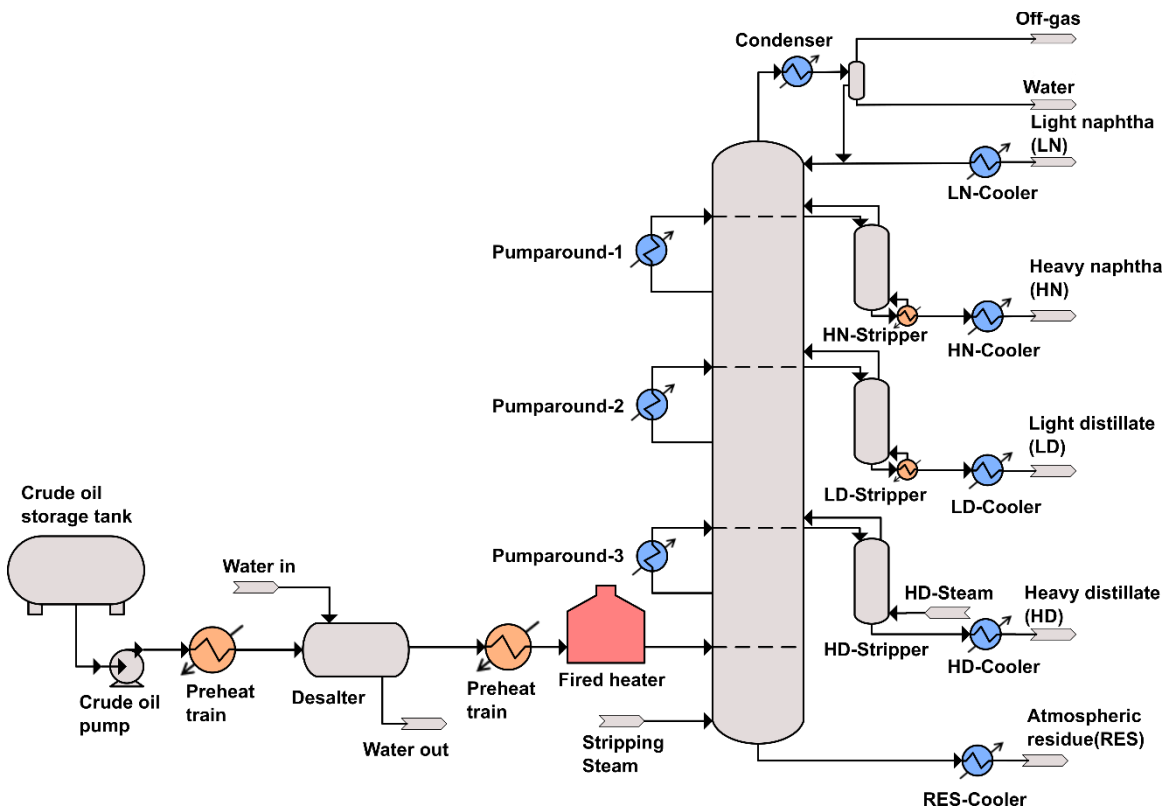 Off-gas
Condenser
Water
Light naphtha
(LN)
LN-Cooler
Pumparound-1
Heavy naphtha
(HN)
HN-Stripper
HN-Cooler
Pumparound-2
Light distillate
(LD)
LD-Stripper
LD-Cooler
Crude oil
storage tank
Pumparound-3
Water in
HD-Steam
Heavy distillate
(HD)
HD-Stripper
HD-Cooler
Fired heater
Preheat
train
Desalter
Preheat
train
Crude oil
pump
Water out
Stripping
Steam
Atmospheric
residue(RES)
RES-Cooler